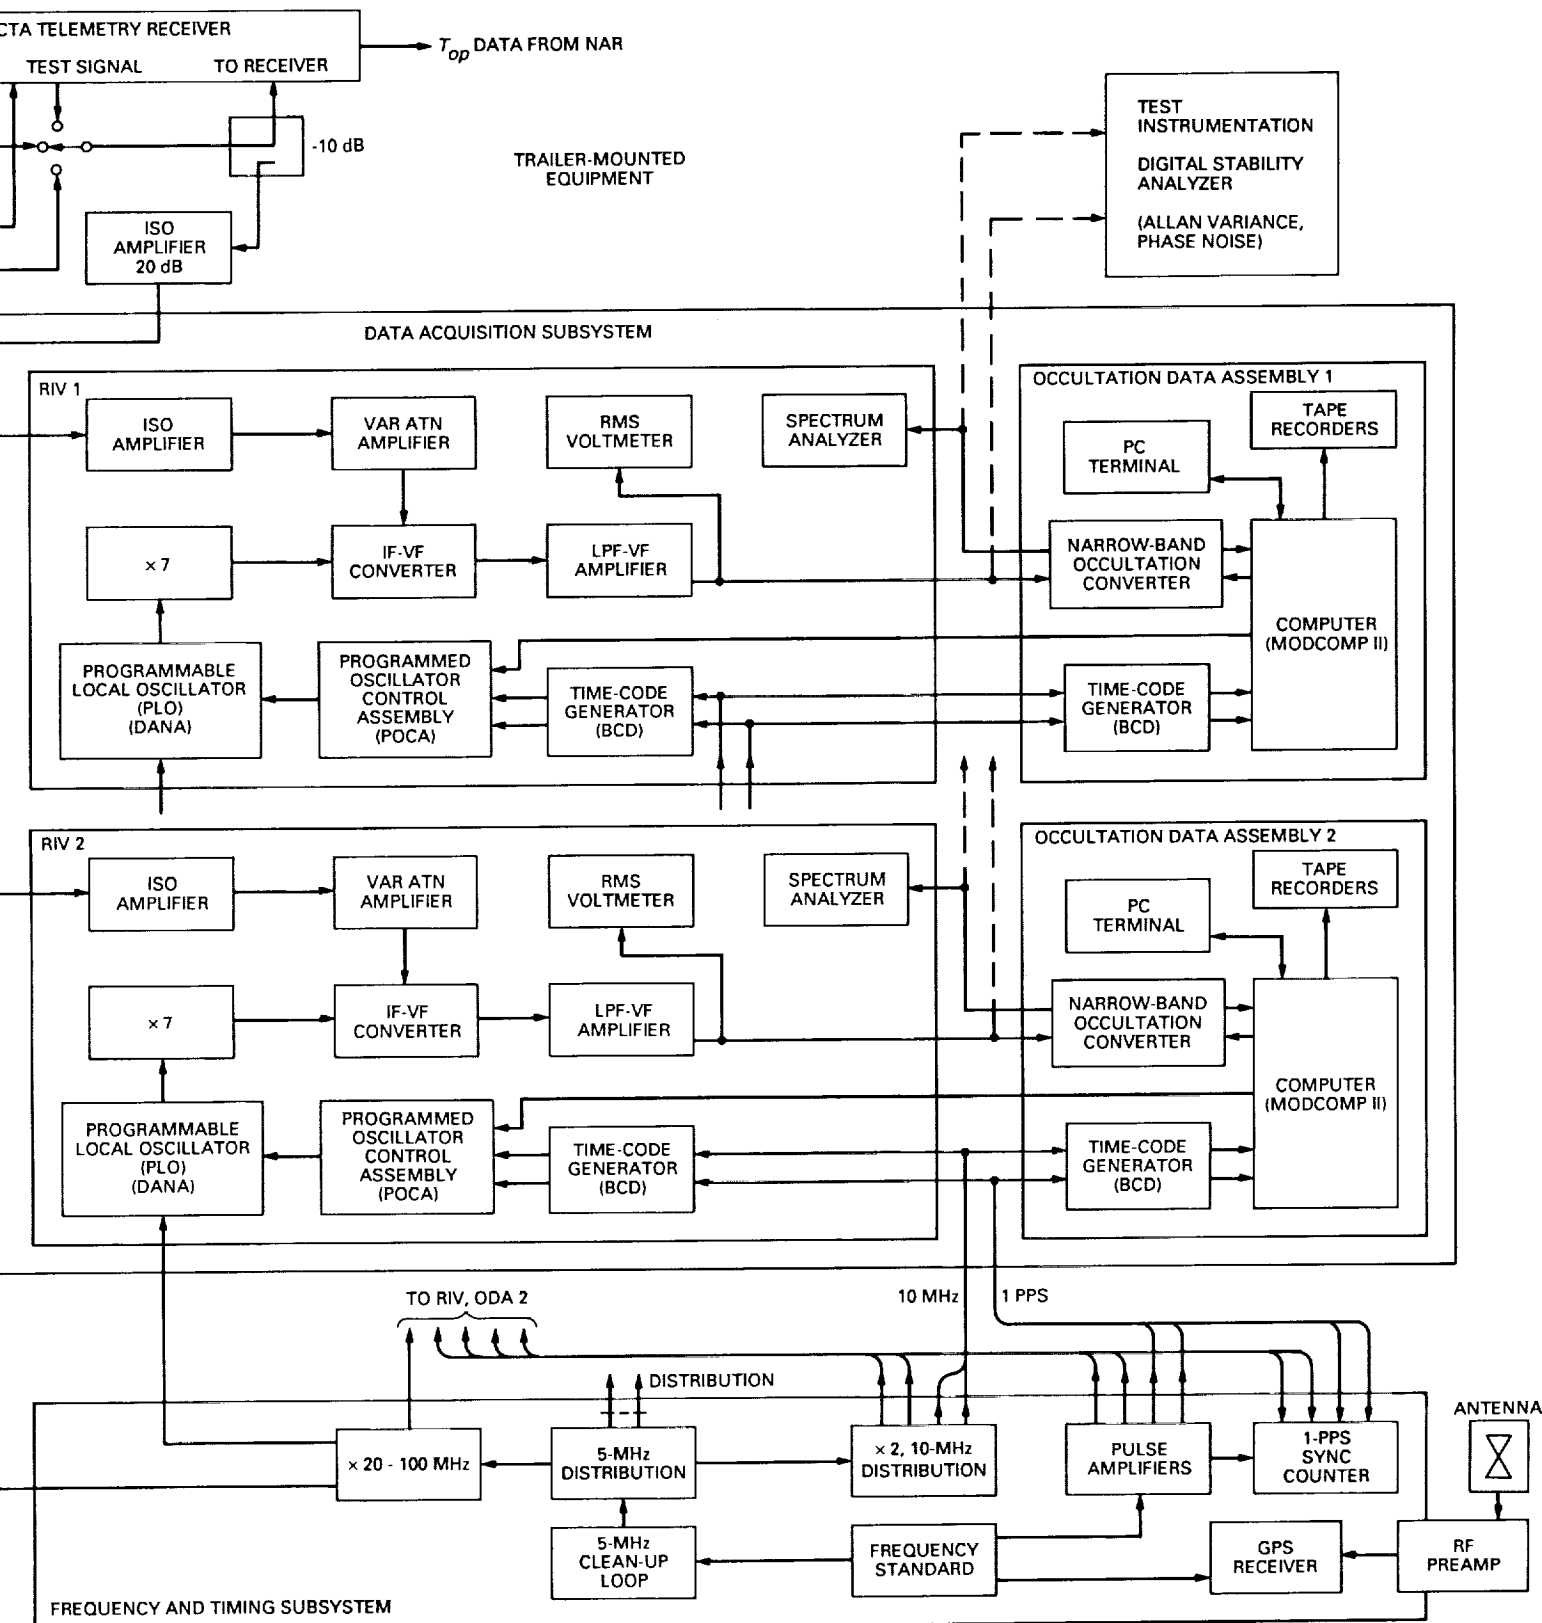 CTA TELEMETRY RECEIVER
TEST SIGNAL
TO RECEIVER
T_op DATA FROM NAR
-10 dB
TRAILER-MOUNTED
EQUIPMENT
TEST
INSTRUMENTATION
DIGITAL STABILITY
ANALYZER
(ALLAN VARIANCE,
PHASE NOISE)
ISO
AMPLIFIER
20 dB
DATA ACQUISITION SUBSYSTEM
RIV 1
ISO
AMPLIFIER
VAR ATN
AMPLIFIER
RMS
VOLTMETER
SPECTRUM
ANALYZER
OCCULTATION DATA ASSEMBLY 1
TAPE
RECORDERS
PC
TERMINAL
× 7
IF-VF
CONVERTER
LPF-VF
AMPLIFIER
NARROW-BAND
OCCULTATION
CONVERTER
COMPUTER
(MODCOMP II)
PROGRAMMABLE
LOCAL OSCILLATOR
(PLO)
(DANA)
PROGRAMMED
OSCILLATOR
CONTROL
ASSEMBLY
(POCA)
TIME-CODE
GENERATOR
(BCD)
TIME-CODE
GENERATOR
(BCD)
RIV 2
ISO
AMPLIFIER
VAR ATN
AMPLIFIER
RMS
VOLTMETER
SPECTRUM
ANALYZER
OCCULTATION DATA ASSEMBLY 2
TAPE
RECORDERS
PC
TERMINAL
× 7
IF-VF
CONVERTER
LPF-VF
AMPLIFIER
NARROW-BAND
OCCULTATION
CONVERTER
COMPUTER
(MODCOMP II)
PROGRAMMABLE
LOCAL OSCILLATOR
(PLO)
(DANA)
PROGRAMMED
OSCILLATOR
CONTROL
ASSEMBLY
(POCA)
TIME-CODE
GENERATOR
(BCD)
TIME-CODE
GENERATOR
(BCD)
TO RIV, ODA 2
10 MHz
1 PPS
DISTRIBUTION
× 20 - 100 MHz
5-MHz
DISTRIBUTION
× 2, 10-MHz
DISTRIBUTION
PULSE
AMPLIFIERS
1-PPS
SYNC
COUNTER
ANTENNA
5-MHz
CLEAN-UP
LOOP
FREQUENCY
STANDARD
GPS
RECEIVER
RF
PREAMP
FREQUENCY AND TIMING SUBSYSTEM